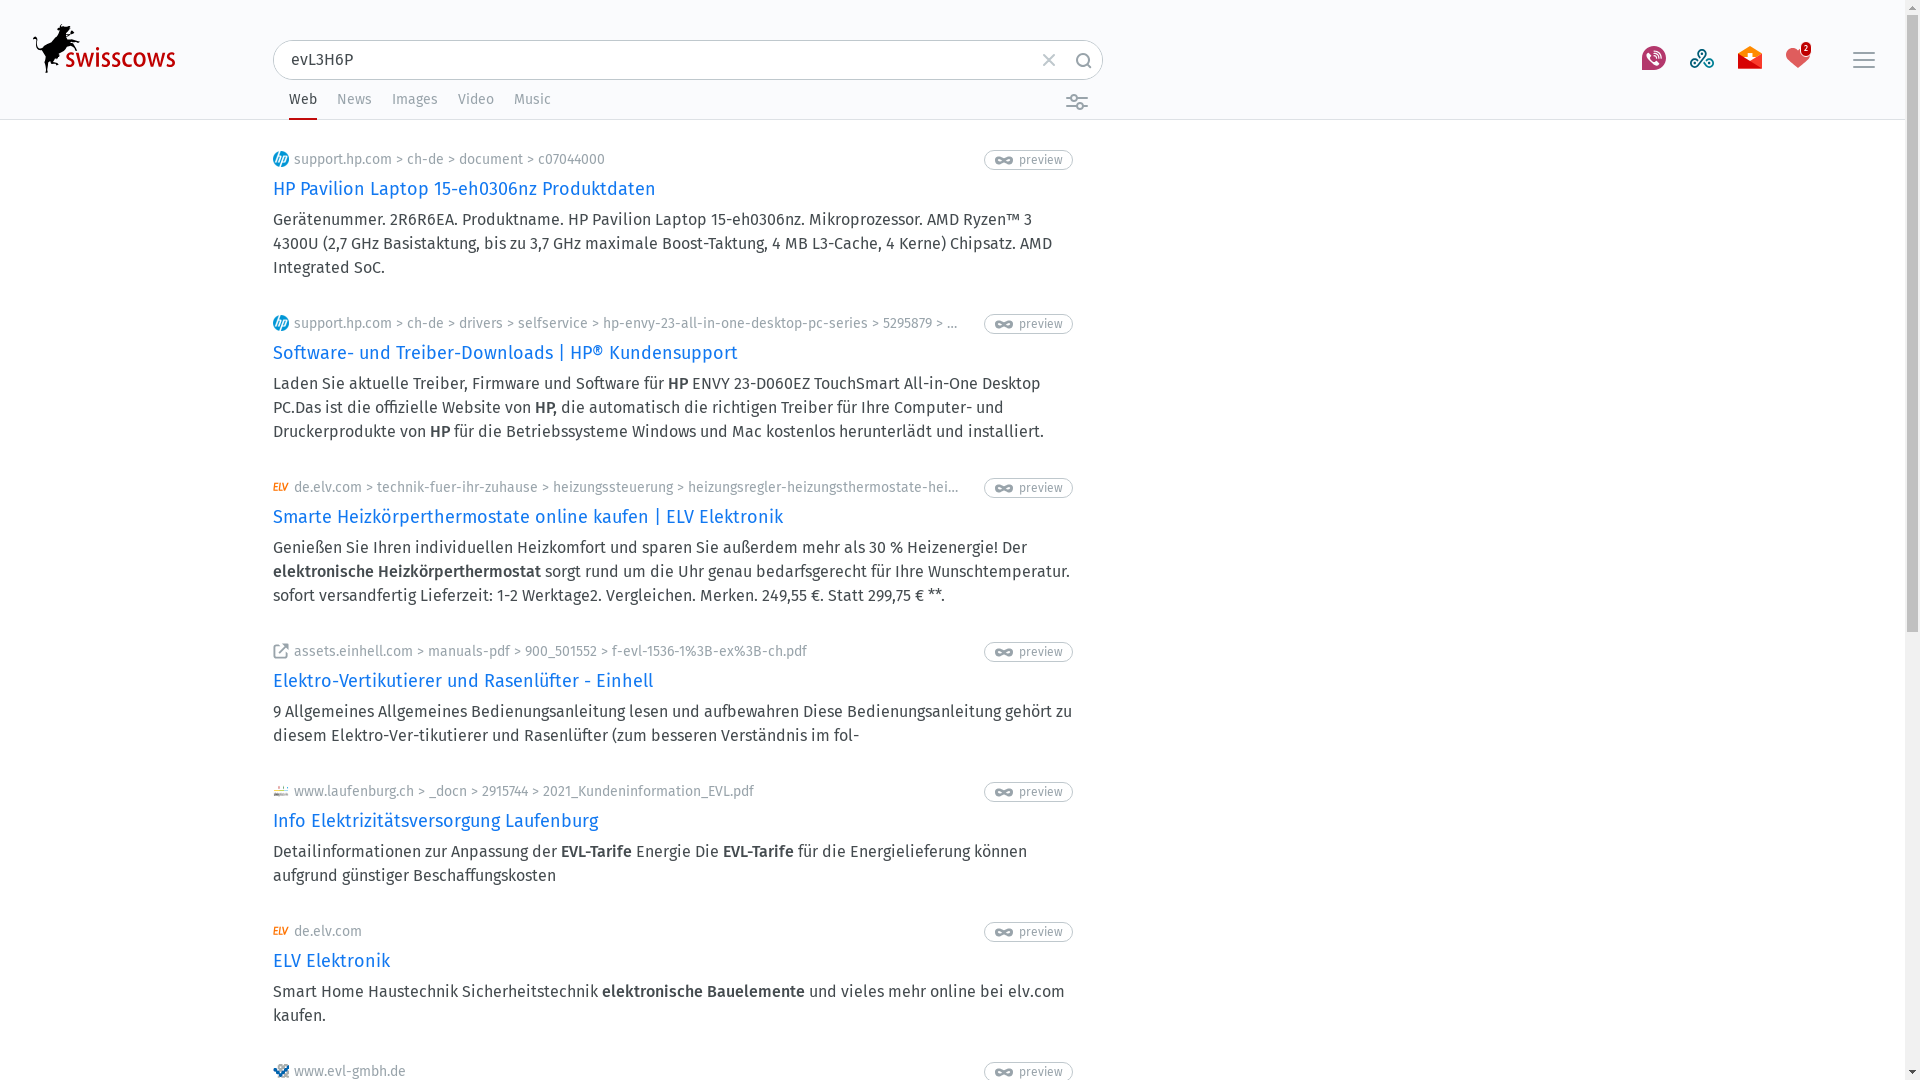 swisscows
evL3H6P
2
Web News Images Video Music
support.hp.com > ch-de > document > c07044000
preview
HP Pavilion Laptop 15-eh0306nz Produktdaten
Gerätenummer. 2R6R6EA. Produktname. HP Pavilion Laptop 15-eh0306nz. Mikroprozessor. AMD Ryzen™ 3
4300U (2,7 GHz Basistaktung, bis zu 3,7 GHz maximale Boost-Taktung, 4 MB L3-Cache, 4 Kerne) Chipsatz. AMD
Integrated SoC.
support.hp.com > ch-de > drivers > selfservice > hp-envy-23-all-in-one-desktop-pc-series > 5295879 > ...
preview
Software- und Treiber-Downloads | HP® Kundensupport
Laden Sie aktuelle Treiber, Firmware und Software für HP ENVY 23-D060EZ TouchSmart All-in-One Desktop
PC.Das ist die offizielle Website von HP, die automatisch die richtigen Treiber für Ihre Computer- und
Druckerprodukte von HP für die Betriebssysteme Windows und Mac kostenlos herunterlädt und installiert.
ELV de.elv.com > technik-fuer-ihr-zuhause > heizungssteuerung > heizungsregler-heizungsthermostate-hei...
preview
Smarte Heizkörperthermostate online kaufen | ELV Elektronik
Genießen Sie Ihren individuellen Heizkomfort und sparen Sie außerdem mehr als 30 % Heizenergie! Der
elektronische Heizkörperthermostat sorgt rund um die Uhr genau bedarfsgerecht für Ihre Wunschtemperatur.
sofort versandfertig Lieferzeit: 1-2 Werktage2. Vergleichen. Merken. 249,55 €. Statt 299,75 € **.
assets.einhell.com > manuals-pdf > 900_501552 > f-evl-1536-1%3B-ex%3B-ch.pdf
preview
Elektro-Vertikutierer und Rasenlüfter - Einhell
9 Allgemeines Allgemeines Bedienungsanleitung lesen und aufbewahren Diese Bedienungsanleitung gehört zu
diesem Elektro-Ver-tikutierer und Rasenlüfter (zum besseren Verständnis im fol-
www.laufenburg.ch > _docn > 2915744 > 2021_Kundeninformation_EVL.pdf
preview
Info Elektrizitätsversorgung Laufenburg
Detailinformationen zur Anpassung der EVL-Tarife Energie Die EVL-Tarife für die Energielieferung können
aufgrund günstiger Beschaffungskosten
ELV de.elv.com
preview
ELV Elektronik
Smart Home Haustechnik Sicherheitstechnik elektronische Bauelemente und vieles mehr online bei elv.com
kaufen.
www.evl-gmbh.de
preview